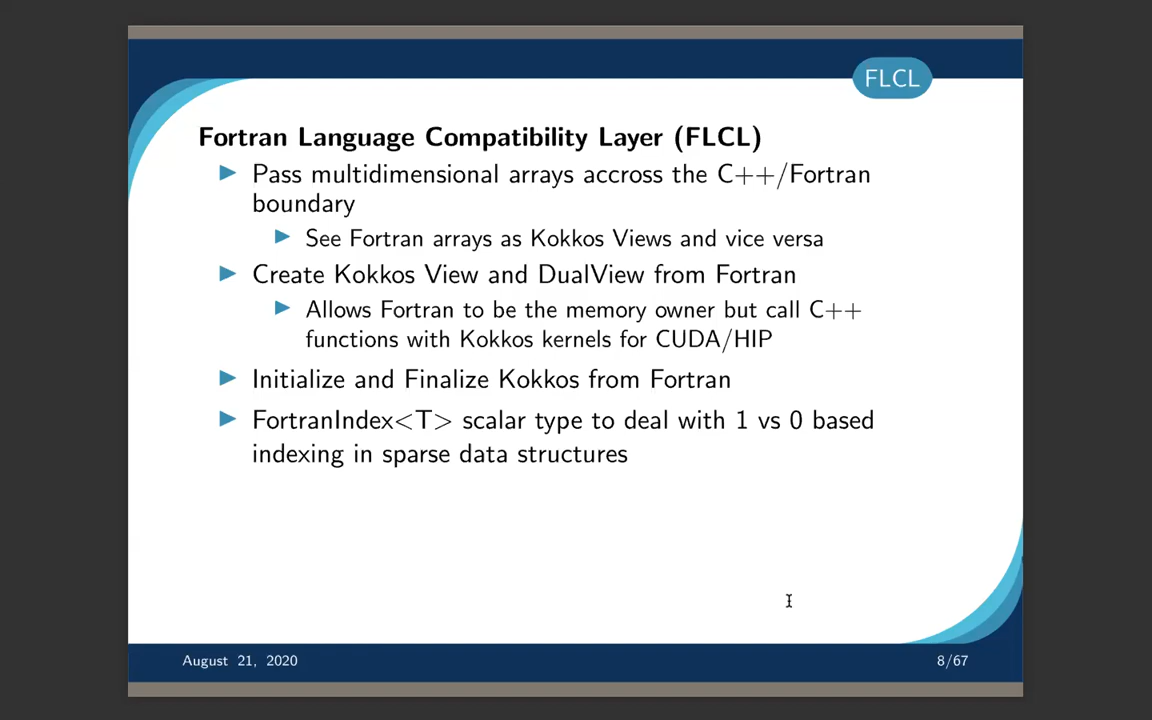 FLCL
Fortran Language Compatibility Layer (FLCL)
Pass multidimensional arrays accross the C++/Fortran
boundary
See Fortran arrays as Kokkos Views and vice versa
Create Kokkos View and DualView from Fortran
Allows Fortran to be the memory owner but call C++
functions with Kokkos kernels for CUDA/HIP
Initialize and Finalize Kokkos from Fortran
FortranIndex<T> scalar type to deal with 1 vs 0 based
indexing in sparse data structures
August 21, 2020
8/67